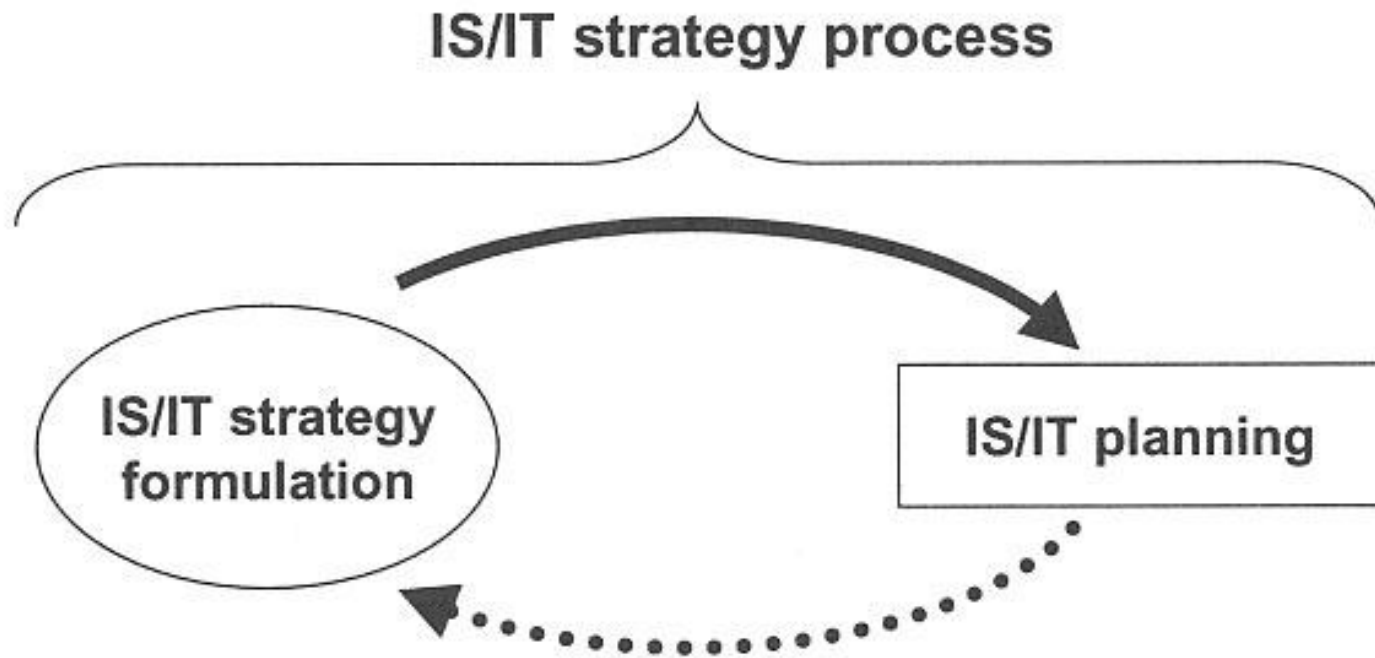 IS/IT strategy process
IS/IT strategy
formulation
IS/IT planning